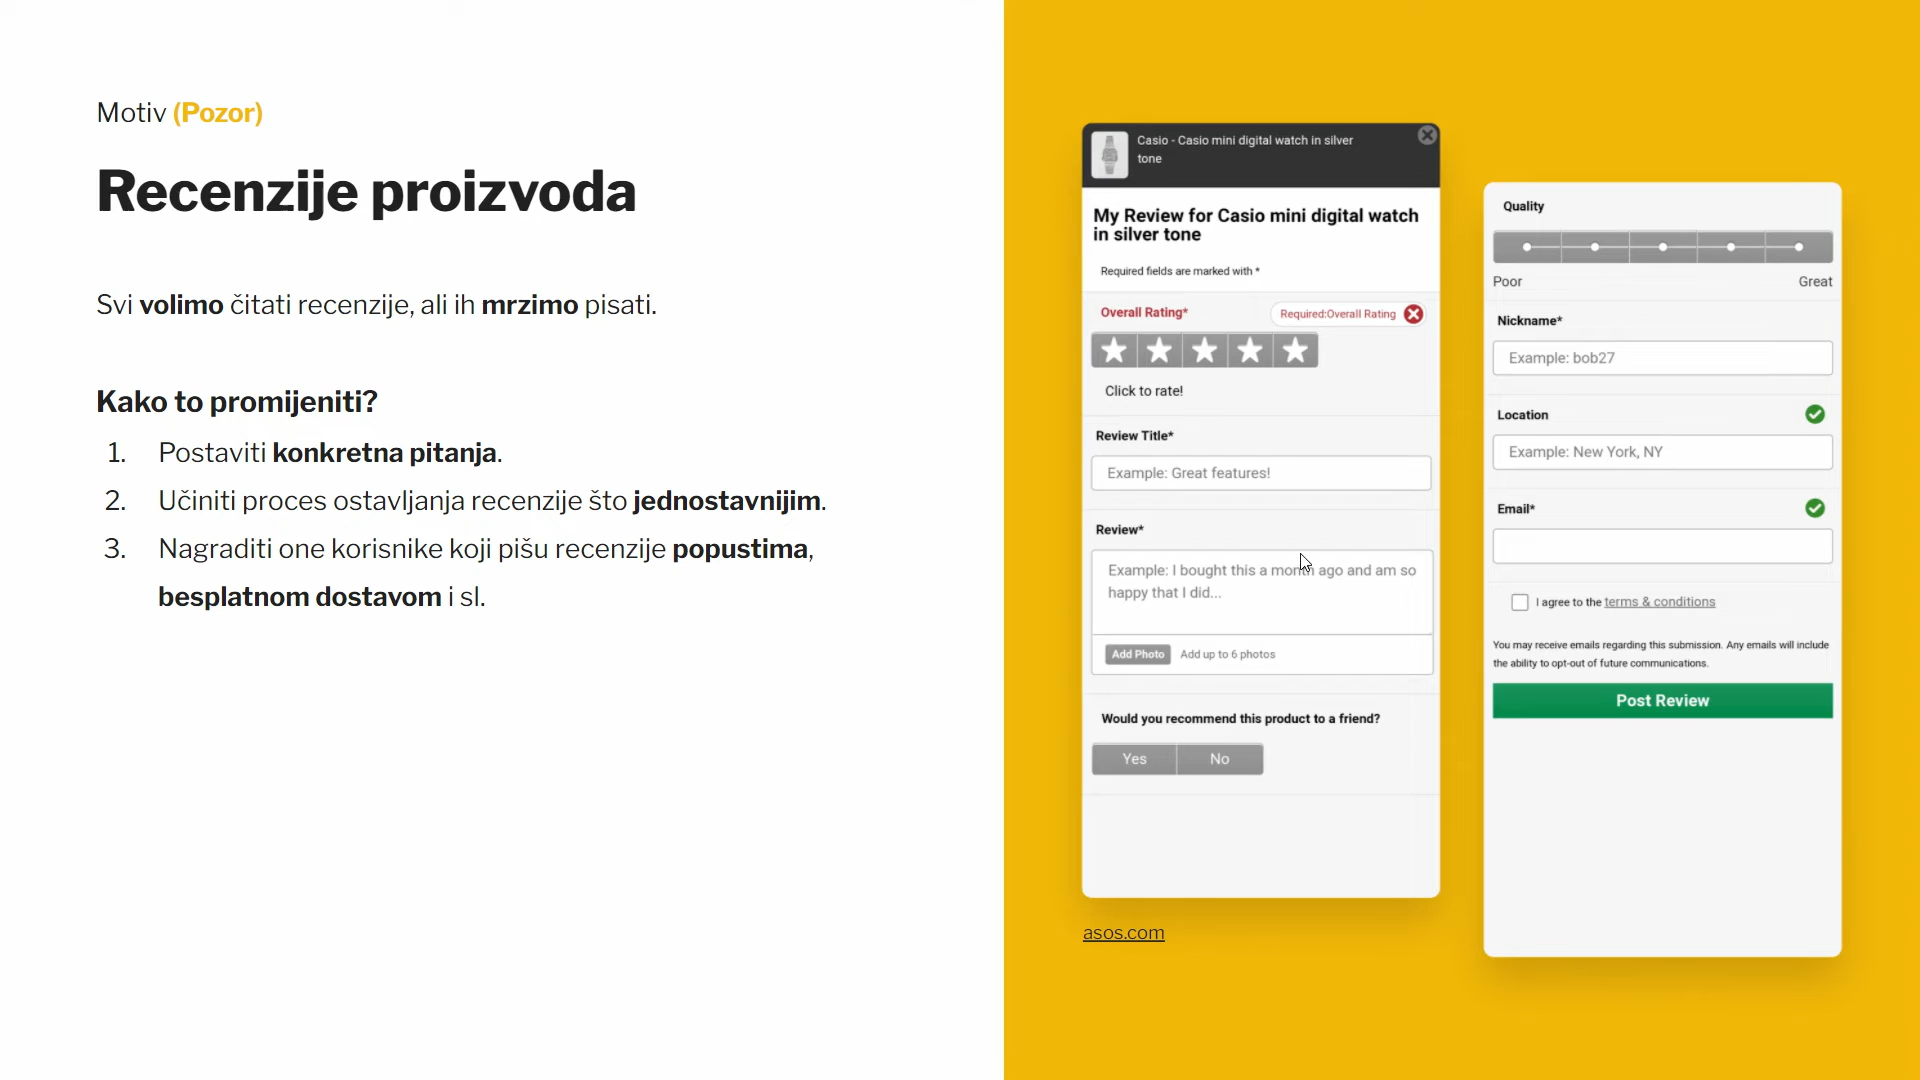 Motiv (Pozor)
Recenzije proizvoda
Svi volimo čitati recenzije, ali ih mrzimo pisati.
Kako to promijeniti?
1. Postaviti konkretna pitanja.
2. Učiniti proces ostavljanja recenzije što jednostavnijim.
3. Nagraditi one korisnike koji pišu recenzije popustima,
besplatnom dostavom i sl.
Casio - Casio mini digital watch in silver
tone
My Review for Casio mini digital watch
in silver tone
Required fields are marked with *
Overall Rating*
Required:Overall Rating
Click to rate!
Review Title*
Example: Great features!
Review*
Example: I bought this a month ago and am so
happy that I did...
Add Photo Add up to 6 photos
Would you recommend this product to a friend?
Yes No
asos.com
Quality
Poor Great
Nickname*
Example: bob27
Location
Example: New York, NY
Email*
I agree to the terms & conditions
You may receive emails regarding this submission. Any emails will include
the ability to opt-out of future communications.
Post Review